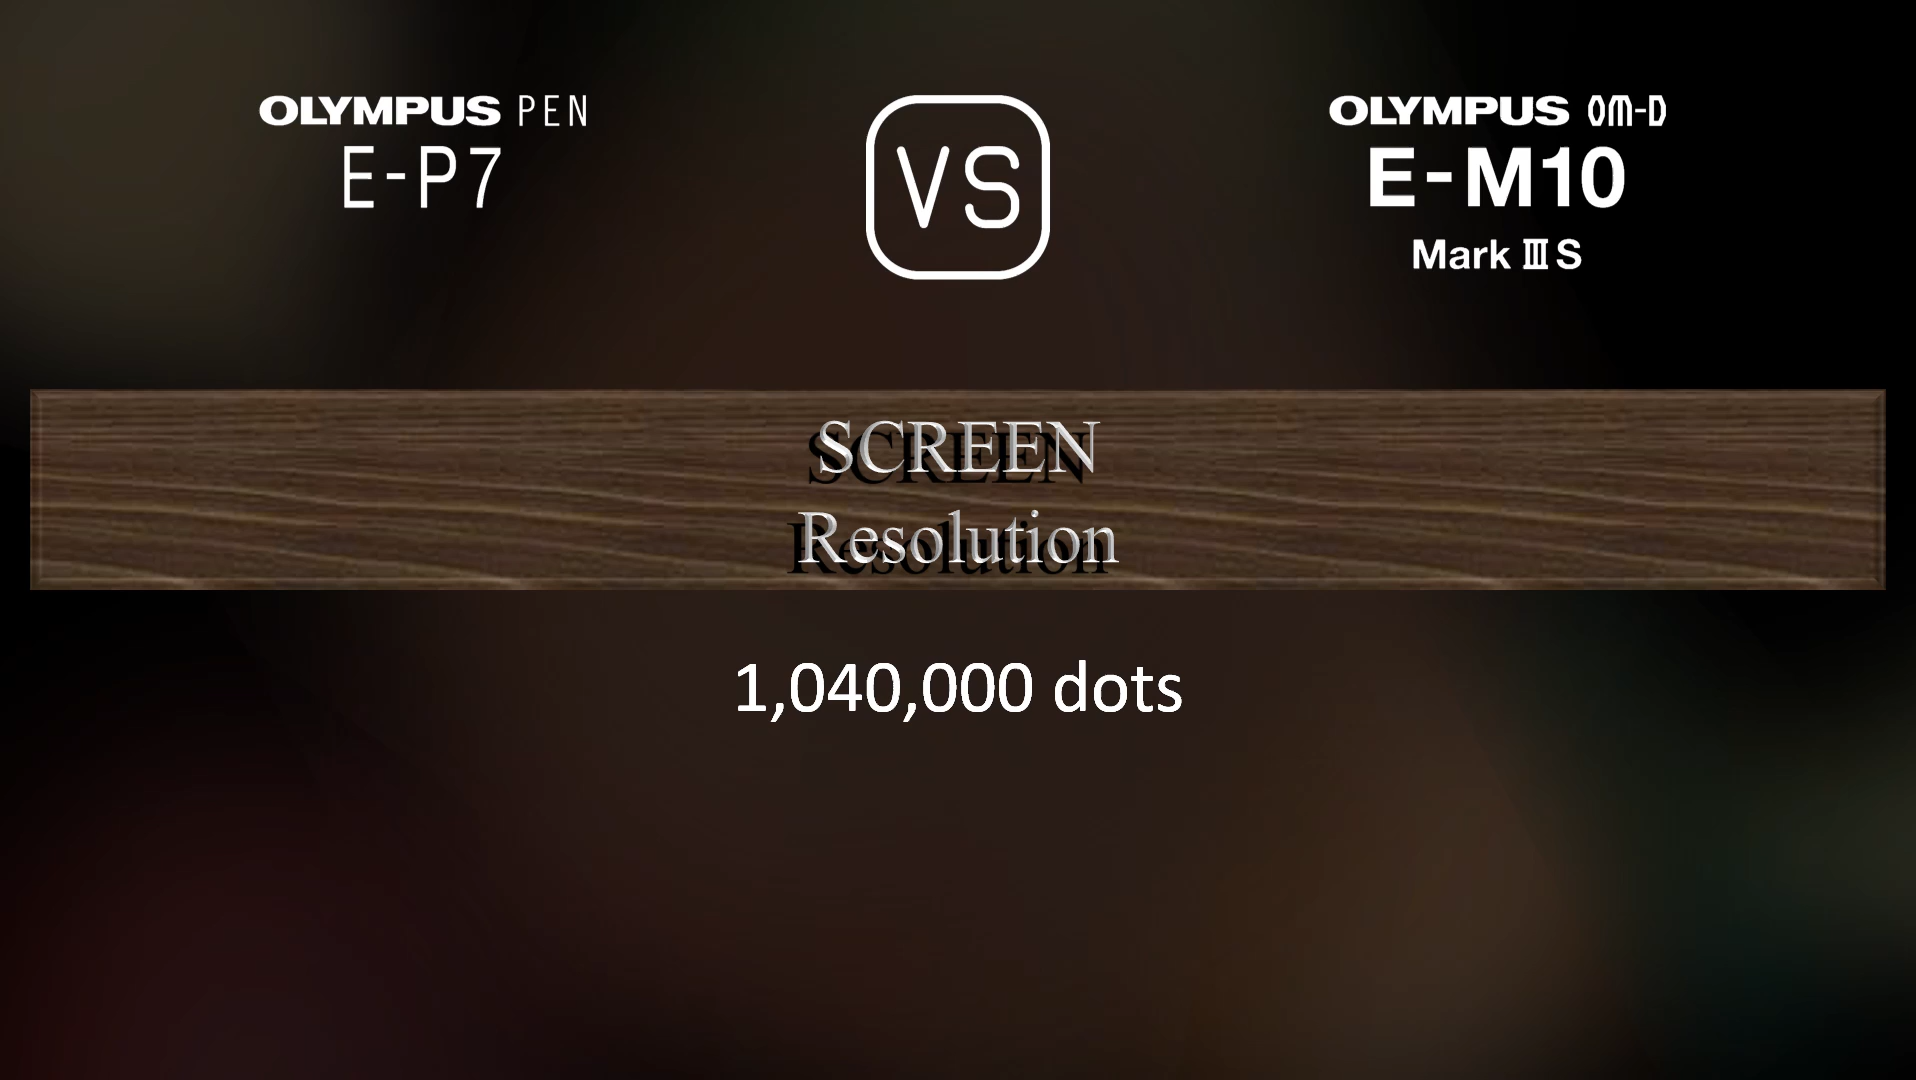 OLYMPUS PEN
E-P7
VS
OLYMPUS OM-D
E-M10
Mark III S
SCREEN
Resolution
1,040,000 dots